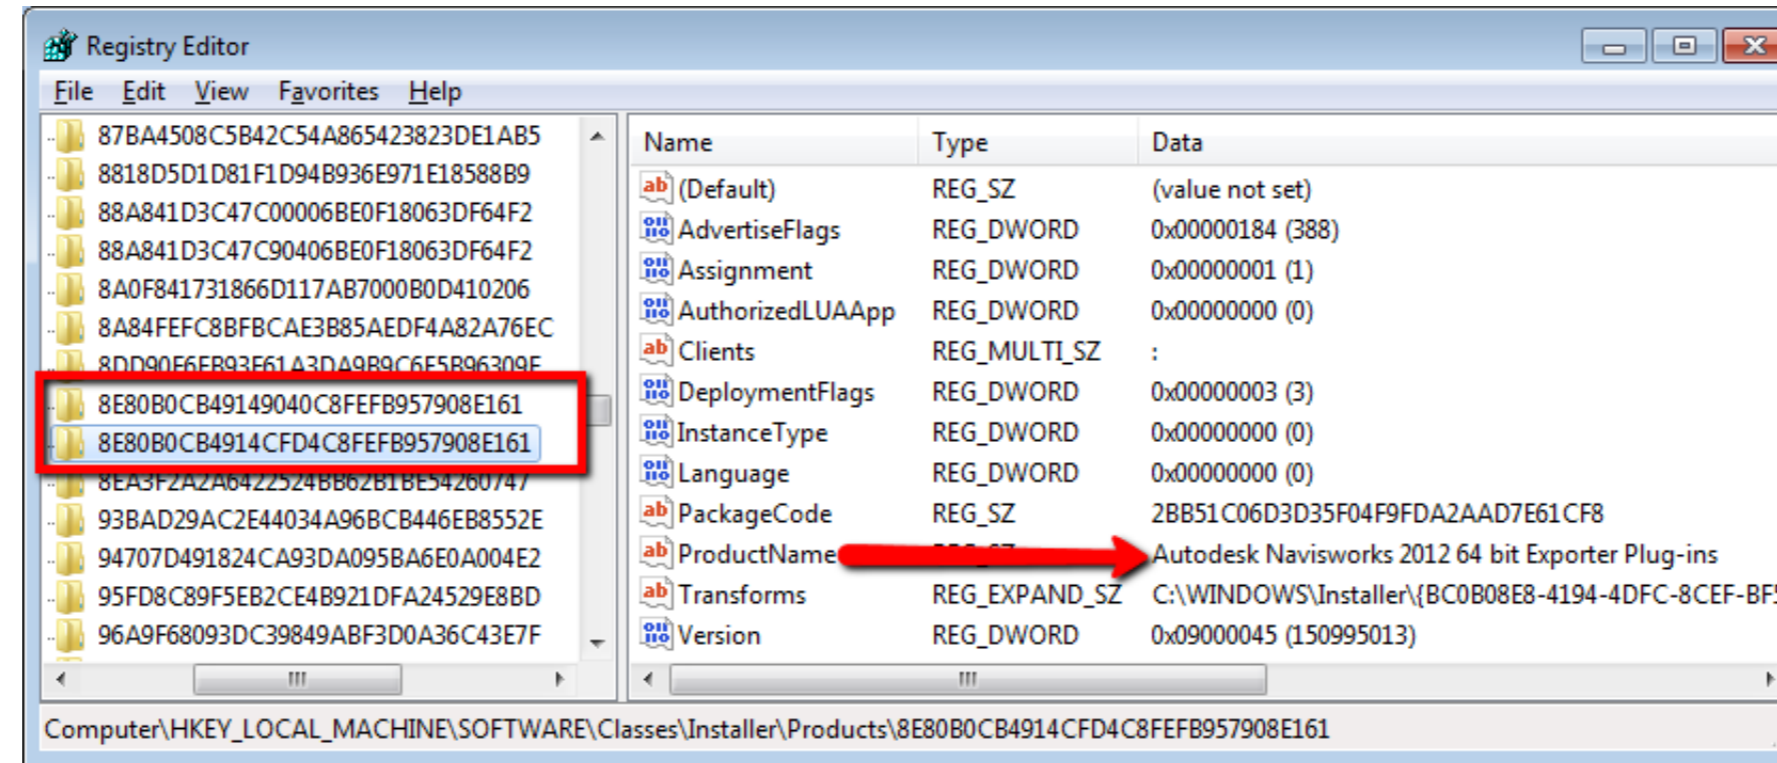 Registry Editor
File Edit View Favorites Help
87BA4508C5B42C54A865423823DE1AB5
8818D5D1D81F1D94B936E971E18588B9
88A841D3C47C00006BE0F18063DF64F2
88A841D3C47C90406BE0F18063DF64F2
8A0F841731866D117AB7000B0D410206
8A84FEFC8BFBCAE3B85AEDF4A82A76EC
8DD90F6FB93F61A3DA9B9C6F5B96309F
8E80B0CB49149040C8FEFB957908E161
8E80B0CB4914CFD4C8FEFB957908E161
8EA3F2A2A6422524BB62B1BE54260747
93BAD29AC2E44034A96BCB446EB8552E
94707D491824CA93DA095BA6E0A004E2
95FD8C89F5EB2CE4B921DFA24529E8BD
96A9F68093DC39849ABF3D0A36C43E7F
Name Type Data
(Default) REG_SZ (value not set)
AdvertiseFlags REG_DWORD 0x00000184 (388)
Assignment REG_DWORD 0x00000001 (1)
AuthorizedLUAApp REG_DWORD 0x00000000 (0)
Clients REG_MULTI_SZ :
DeploymentFlags REG_DWORD 0x00000003 (3)
InstanceType REG_DWORD 0x00000000 (0)
Language REG_DWORD 0x00000000 (0)
PackageCode REG_SZ 2BB51C06D3D35F04F9FDA2AAD7E61CF8
ProductName Autodesk Navisworks 2012 64 bit Exporter Plug-ins
Transforms REG_EXPAND_SZ C:\WINDOWS\Installer\{BC0B08E8-4194-4DFC-8CEF-BF5
Version REG_DWORD 0x09000045 (150995013)
Computer\HKEY_LOCAL_MACHINE\SOFTWARE\Classes\Installer\Products\8E80B0CB4914CFD4C8FEFB957908E161